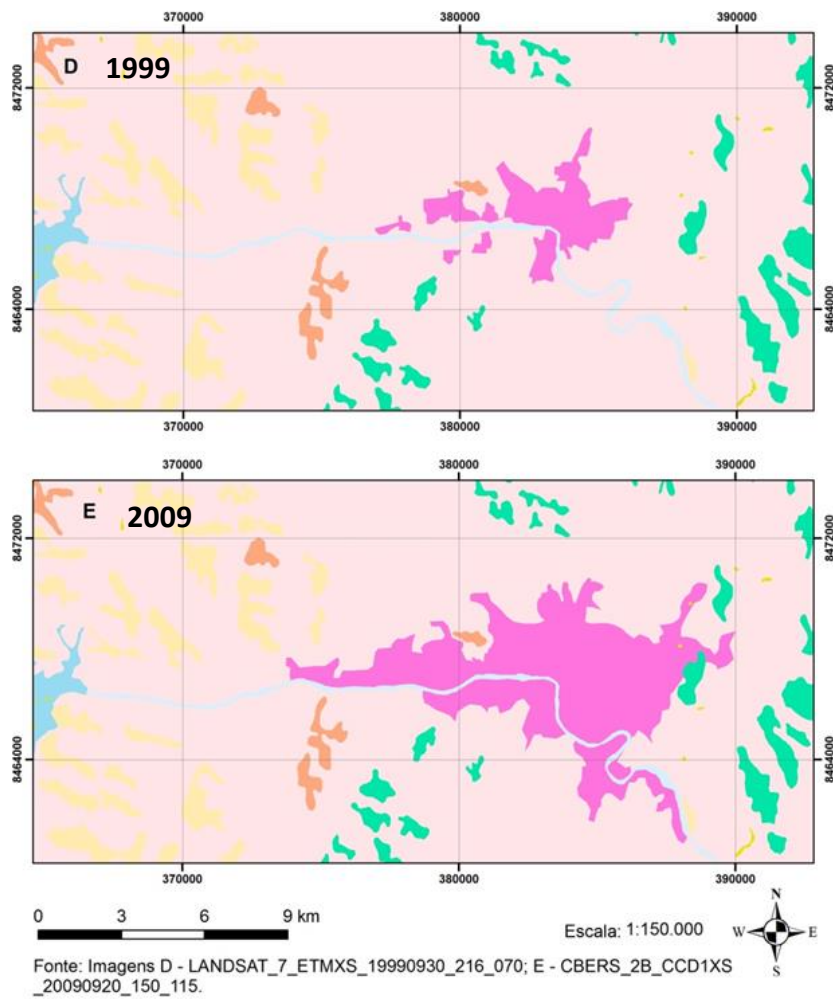 370000 380000 390000
D 1999
8472000 8472000
8464000 8464000
370000 380000 390000
370000 380000 390000
E 2009
8472000 8472000
8464000 8464000
370000 380000 390000
0 3 6 9 km
Escala: 1:150.000
N
W E
S
Fonte: Imagens D - LANDSAT_7_ETMXS_19990930_216_070; E - CBERS_2B_CCD1XS
_20090920_150_115.